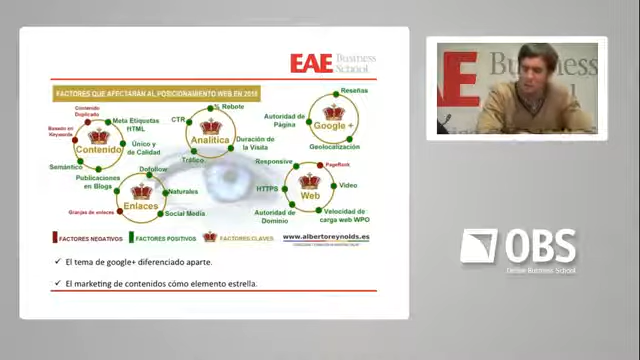 EAE Business School
FACTORES QUE AFECTARÁN AL POSICIONAMIENTO WEB EN 2015
Contenido Duplicado
Meta Etiquetas HTML
Basado en Keywords
Contenido
Único y de Calidad
Semántico
Publicaciones en Blogs
CTR
% Rebote
Analítica
Duración de la Visita
Tráfico
Reseñas
Autoridad de Página
Google +
Geolocalización
Dofollow
Naturales
Enlaces
Granjas de enlaces
Social Media
Responsive
PageRank
HTTPS
Video
Web
Autoridad de Dominio
Velocidad de carga web WPO
FACTORES NEGATIVOS
FACTORES POSITIVOS
FACTORES CLAVES
www.albertoreynolds.es
✓ El tema de google+ diferenciado aparte.
✓ El marketing de contenidos cómo elemento estrella.
EAE Business
OBS
Online Business School